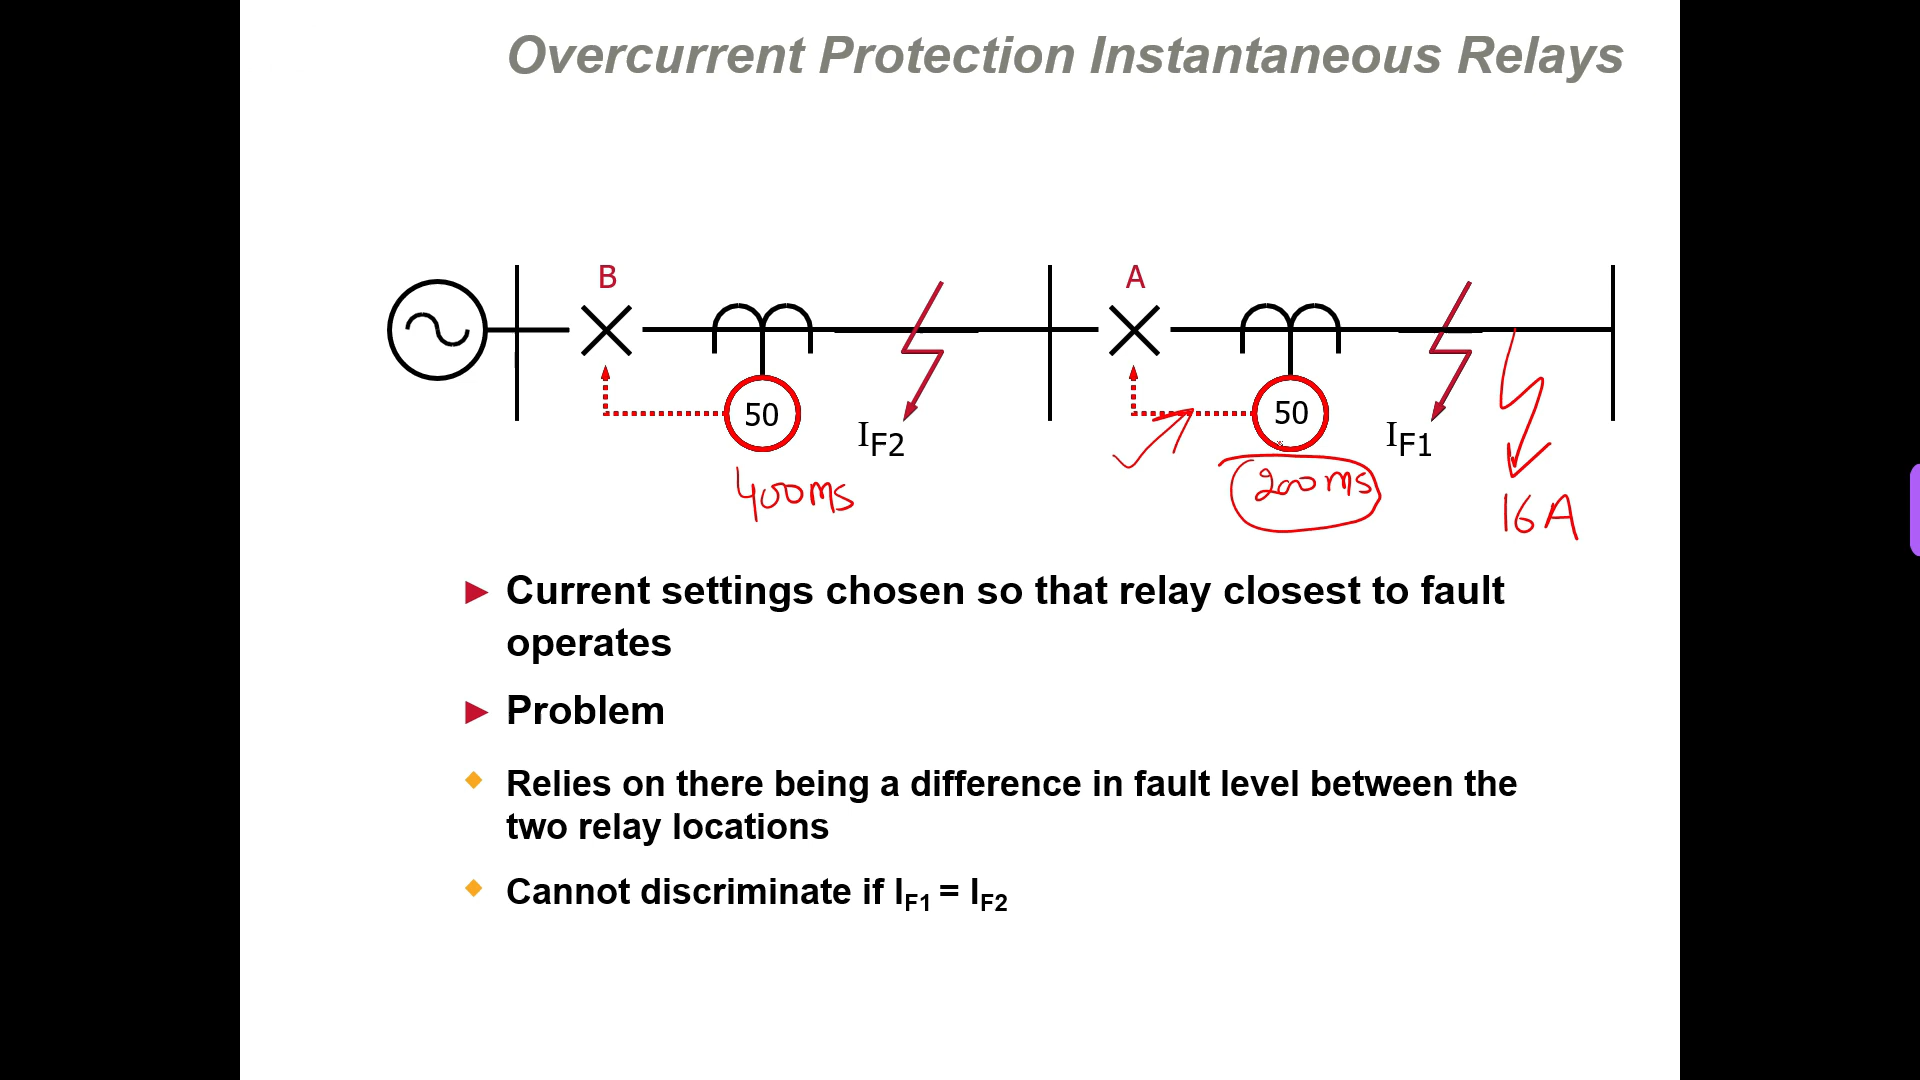 Overcurrent Protection Instantaneous Relays
B
A
50
50
IF2
IF1
400ms
200ms
16A
Current settings chosen so that relay closest to fault
operates
Problem
Relies on there being a difference in fault level between the
two relay locations
Cannot discriminate if IF1 = IF2